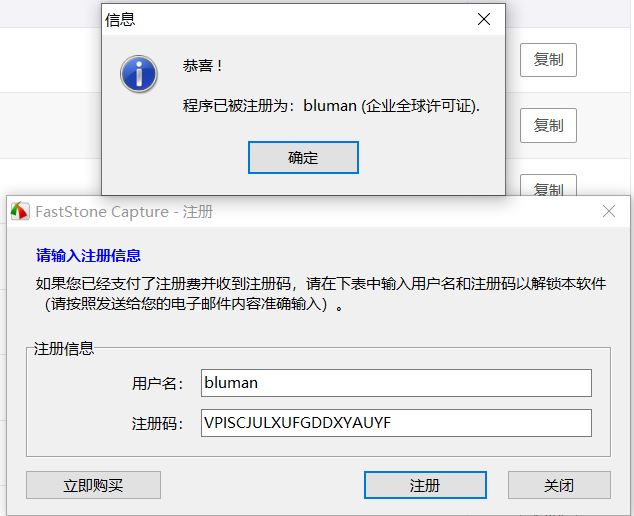 信息
恭喜！
程序已被注册为：bluman (企业全球许可证).
确定
复制
复制
复制
FastStone Capture - 注册
请输入注册信息
如果您已经支付了注册费并收到注册码，请在下表中输入用户名和注册码以解锁本软件
（请按照发送给您的电子邮件内容准确输入）。
注册信息
用户名： bluman
注册码： VPISCJULXUFGDDXYAUYF
立即购买
注册
关闭